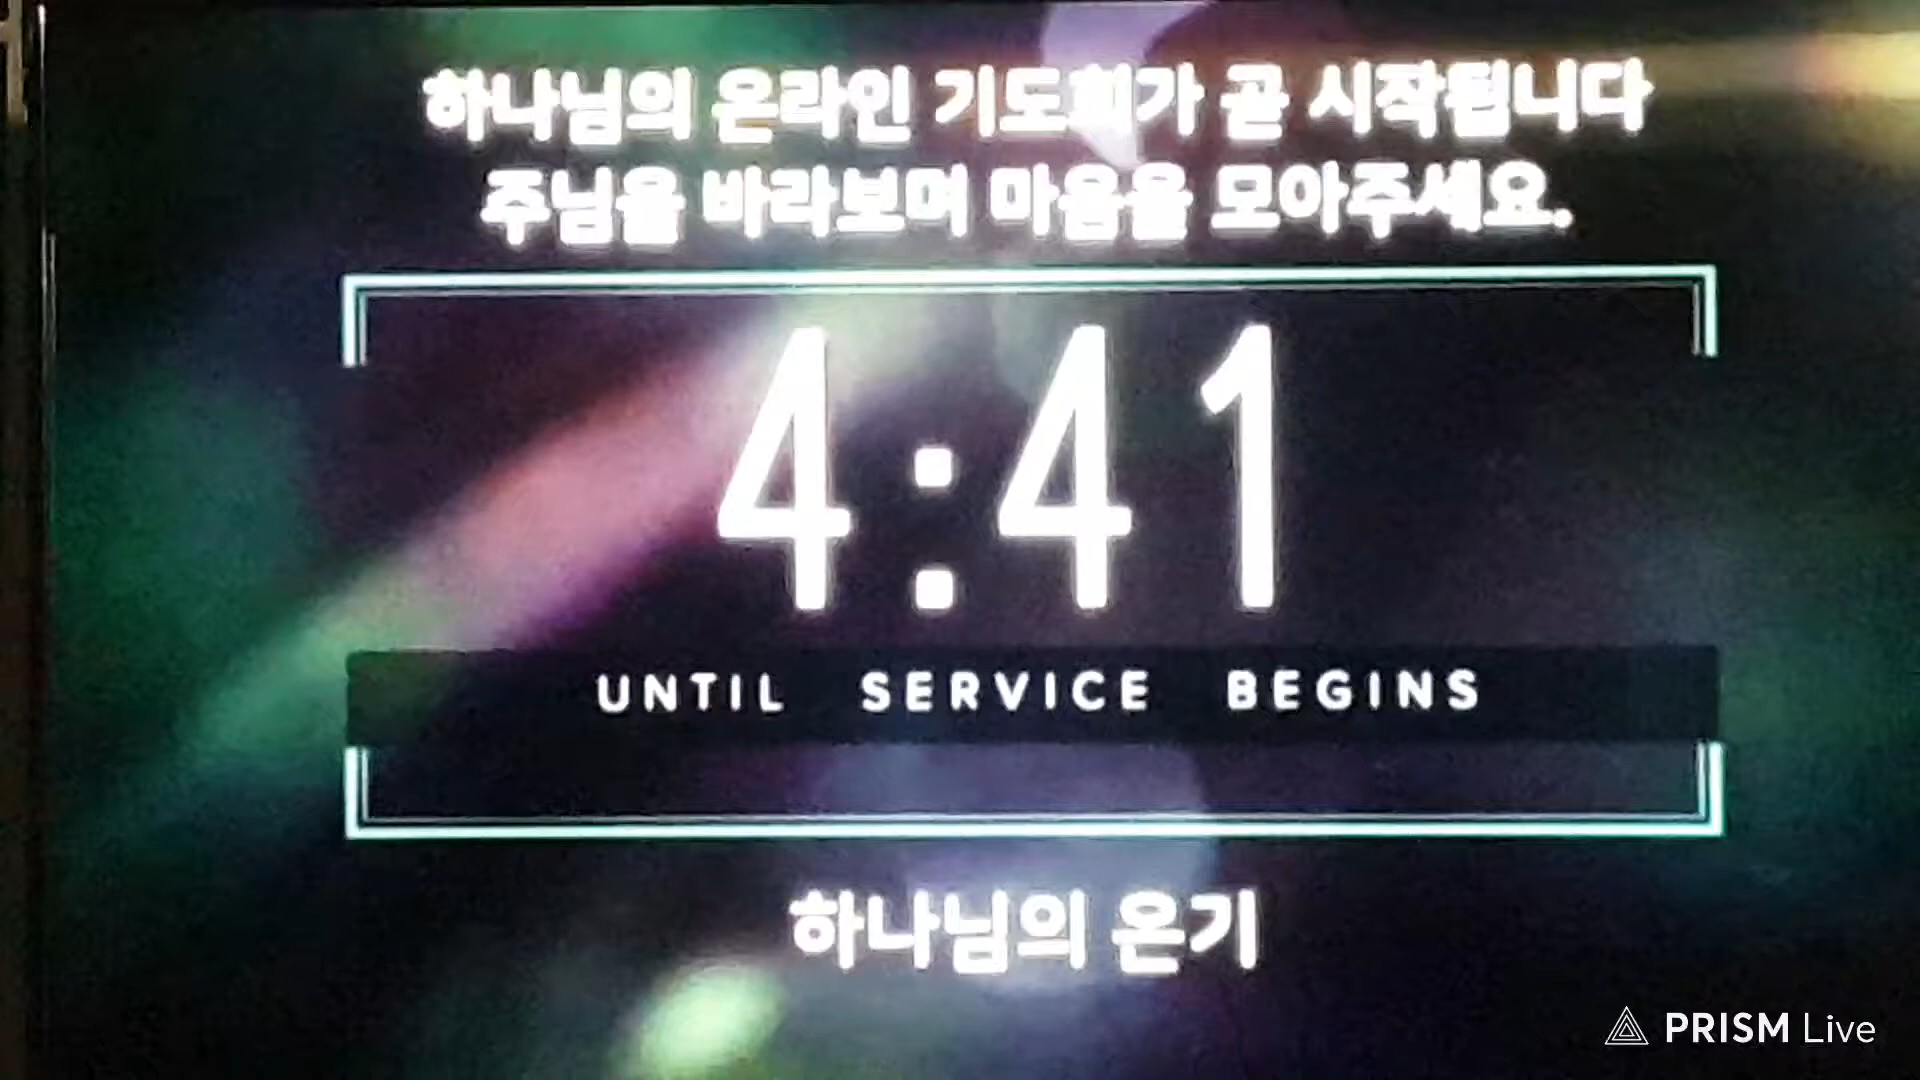 하나님의 온라인 기도회가 곧 시작됩니다
주님을 바라보며 마음을 모아주세요.
4:41
UNTIL SERVICE BEGINS
하나님의 온기
PRISM Live